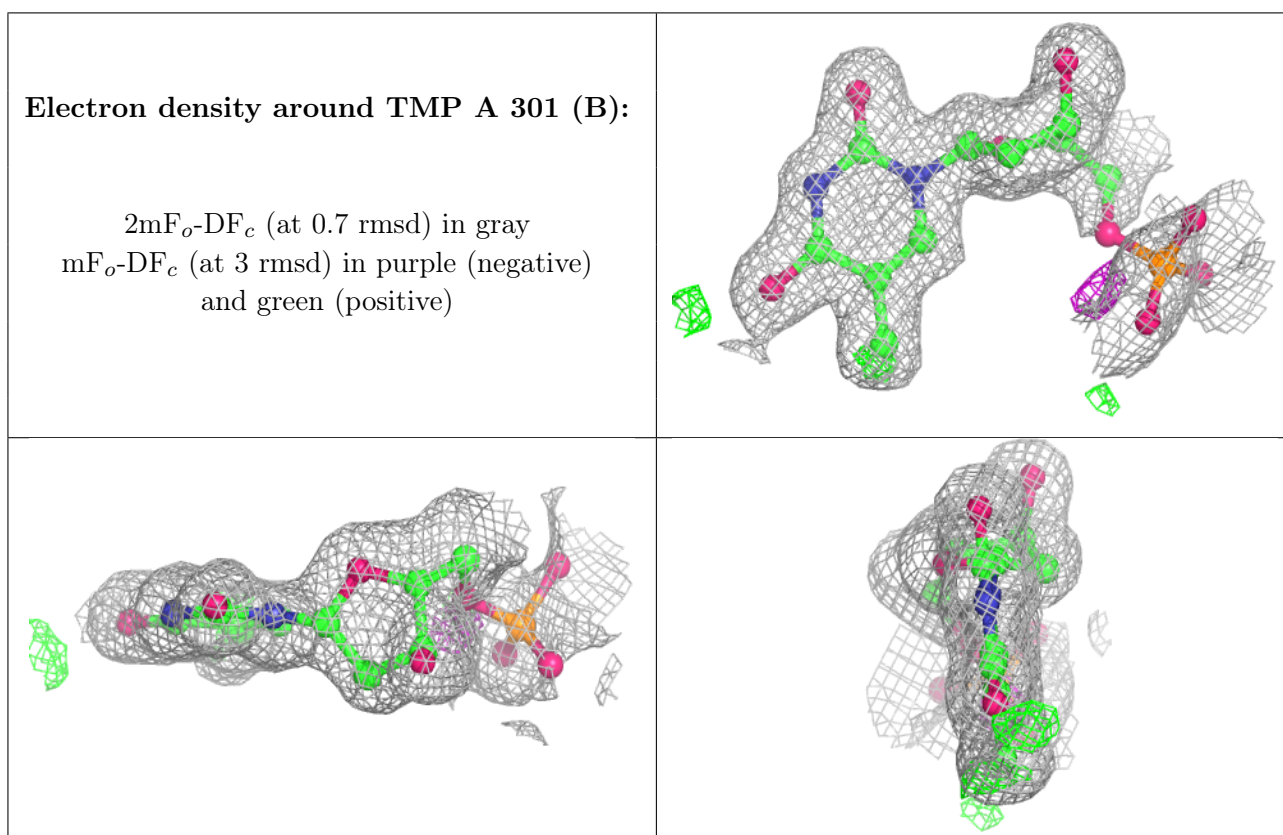 Electron density around TMP A 301 (B):
2mFo-DFc (at 0.7 rmsd) in gray
mFo-DFc (at 3 rmsd) in purple (negative)
and green (positive)